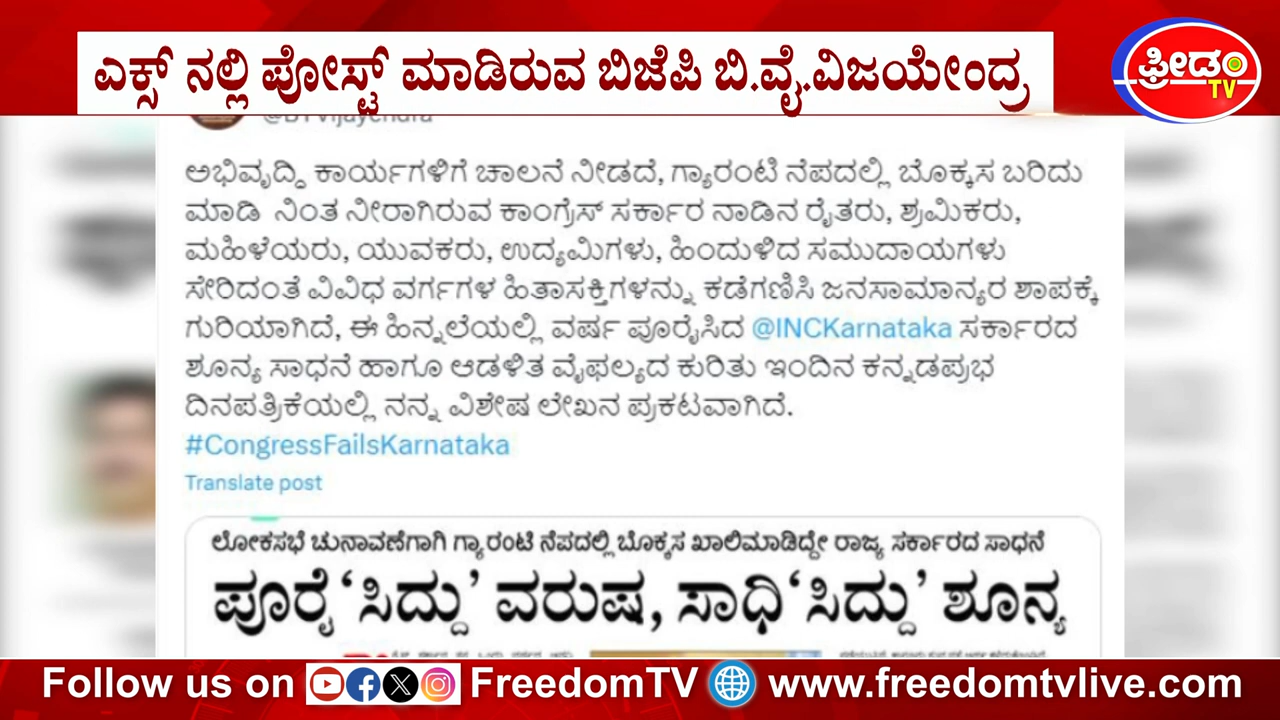 ಎಕ್ಸ್ ನಲ್ಲಿ ಪೋಸ್ಟ್ ಮಾಡಿರುವ ಬಿಜೆಪಿ ಬಿ.ವೈ.ವಿಜಯೇಂದ್ರ
ಫ್ರೀಡಂ
TV
@BYVijayendra
ಅಭಿವೃದ್ಧಿ ಕಾರ್ಯಗಳಿಗೆ ಚಾಲನೆ ನೀಡದೆ, ಗ್ಯಾರಂಟಿ ನೆಪದಲ್ಲಿ ಬೊಕ್ಕಸ ಬರಿದು
ಮಾಡಿ ನಿಂತ ನೀರಾಗಿರುವ ಕಾಂಗ್ರೆಸ್ ಸರ್ಕಾರ ನಾಡಿನ ರೈತರು, ಶ್ರಮಿಕರು,
ಮಹಿಳೆಯರು, ಯುವಕರು, ಉದ್ಯಮಿಗಳು, ಹಿಂದುಳಿದ ಸಮುದಾಯಗಳು
ಸೇರಿದಂತೆ ವಿವಿಧ ವರ್ಗಗಳ ಹಿತಾಸಕ್ತಿಗಳನ್ನು ಕಡೆಗಣಿಸಿ ಜನಸಾಮಾನ್ಯರ ಶಾಪಕ್ಕೆ
ಗುರಿಯಾಗಿದೆ, ಈ ಹಿನ್ನಲೆಯಲ್ಲಿ ವರ್ಷ ಪೂರೈಸಿದ @INCKarnataka ಸರ್ಕಾರದ
ಶೂನ್ಯ ಸಾಧನೆ ಹಾಗೂ ಆಡಳಿತ ವೈಫಲ್ಯದ ಕುರಿತು ಇಂದಿನ ಕನ್ನಡಪ್ರಭ
ದಿನಪತ್ರಿಕೆಯಲ್ಲಿ ನನ್ನ ವಿಶೇಷ ಲೇಖನ ಪ್ರಕಟವಾಗಿದೆ.
#CongressFailsKarnataka
Translate post
ಲೋಕಸಭೆ ಚುನಾವಣೆಗಾಗಿ ಗ್ಯಾರಂಟಿ ನೆಪದಲ್ಲಿ ಬೊಕ್ಕಸ ಖಾಲಿಮಾಡಿದ್ದೇ ರಾಜ್ಯ ಸರ್ಕಾರದ ಸಾಧನೆ
ಪೂರೈ‘ಸಿದ್ದು’ ವರುಷ, ಸಾಧಿ‘ಸಿದ್ದು’ ಶೂನ್ಯ
Follow us on FreedomTV www.freedomtvlive.com